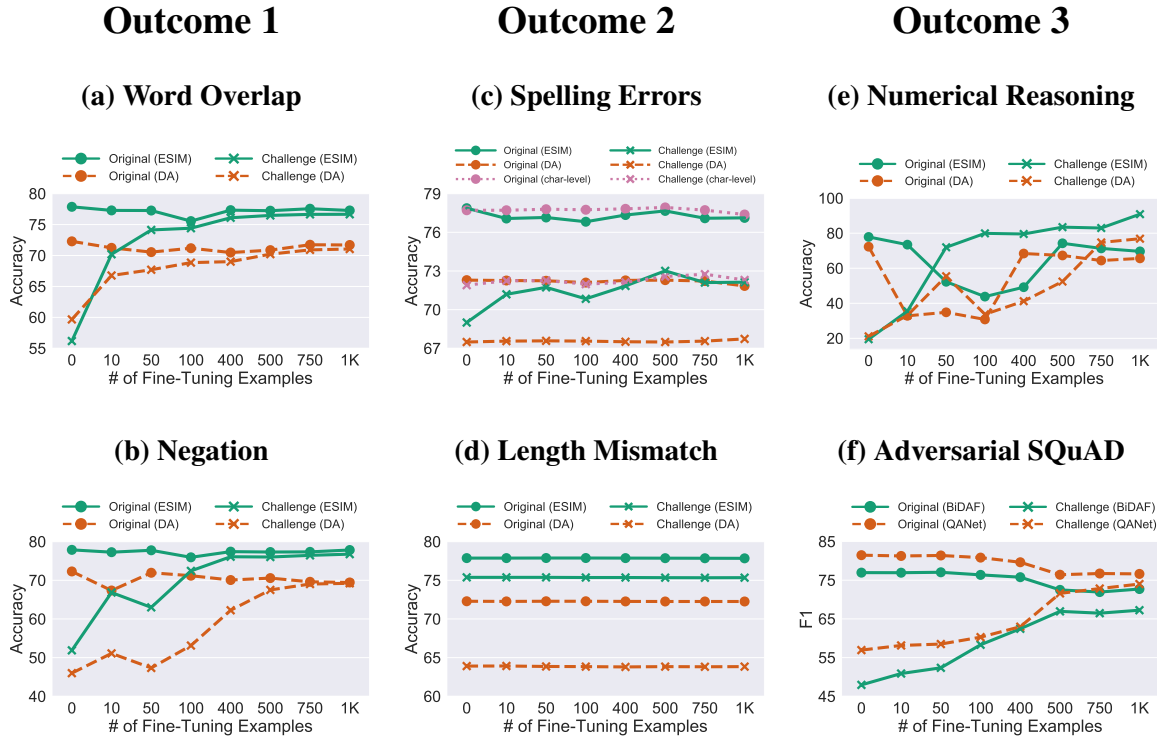 Outcome 1
Outcome 2
Outcome 3
(a) Word Overlap
Original (ESIM) Challenge (ESIM)
Original (DA) Challenge (DA)
80
75
70
65
60
55
Accuracy
0 10 50 100 400 500 750 1K
# of Fine-Tuning Examples
(c) Spelling Errors
Original (ESIM) Challenge (ESIM)
Original (DA) Challenge (DA)
Original (char-level) Challenge (char-level)
79
76
73
70
67
Accuracy
0 10 50 100 400 500 750 1K
# of Fine-Tuning Examples
(e) Numerical Reasoning
Original (ESIM) Challenge (ESIM)
Original (DA) Challenge (DA)
100
80
60
40
20
Accuracy
0 10 50 100 400 500 750 1K
# of Fine-Tuning Examples
(b) Negation
Original (ESIM) Challenge (ESIM)
Original (DA) Challenge (DA)
80
70
60
50
40
Accuracy
0 10 50 100 400 500 750 1K
# of Fine-Tuning Examples
(d) Length Mismatch
Original (ESIM) Challenge (ESIM)
Original (DA) Challenge (DA)
80
75
70
65
60
Accuracy
0 10 50 100 400 500 750 1K
# of Fine-Tuning Examples
(f) Adversarial SQuAD
Original (BiDAF) Challenge (BiDAF)
Original (QANet) Challenge (QANet)
85
75
65
55
45
F1
0 10 50 100 400 500 750 1K
# of Fine-Tuning Examples